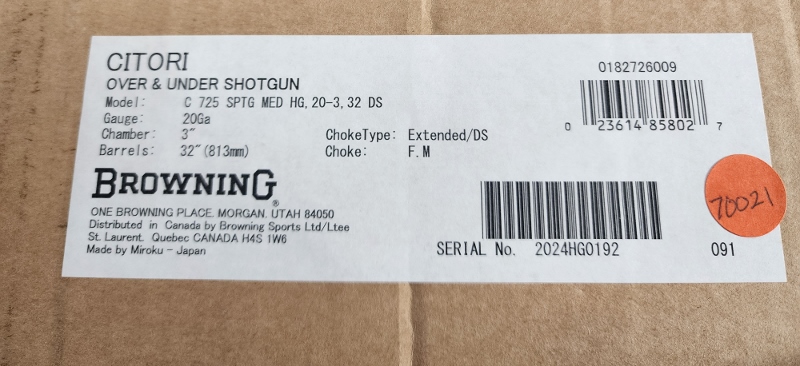 CITORI
OVER & UNDER SHOTGUN
Model: C 725 SPTG MED HG,20-3,32 DS
Gauge: 20Ga
Chamber: 3" ChokeType: Extended/DS
Barrels: 32"(813mm) Choke: F.M
BROWNING®
ONE BROWNING PLACE. MORGAN. UTAH 84050
Distributed in Canada by Browning Sports Ltd/Ltee
St. Laurent. Quebec CANADA H4S 1W6
Made by Miroku - Japan
0182726009
0 23614 85802 7
70021
SERIAL No. 2024HG0192 091